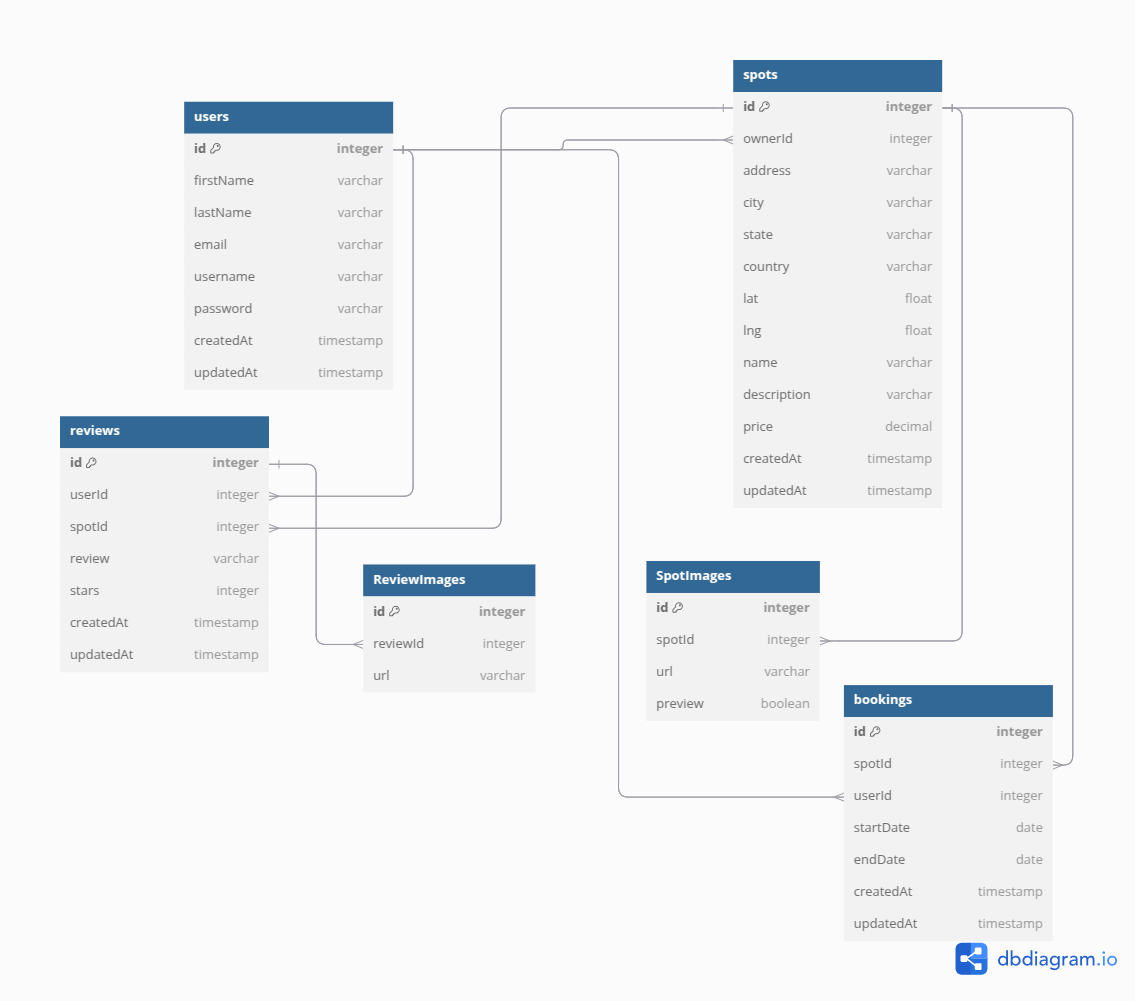 users
id integer
firstName varchar
lastName varchar
email varchar
username varchar
password varchar
createdAt timestamp
updatedAt timestamp
spots
id integer
ownerId integer
address varchar
city varchar
state varchar
country varchar
lat float
lng float
name varchar
description varchar
price decimal
createdAt timestamp
updatedAt timestamp
reviews
id integer
userId integer
spotId integer
review varchar
stars integer
createdAt timestamp
updatedAt timestamp
ReviewImages
id integer
reviewId integer
url varchar
SpotImages
id integer
spotId integer
url varchar
preview boolean
bookings
id integer
spotId integer
userId integer
startDate date
endDate date
createdAt timestamp
updatedAt timestamp
dbdiagram.io